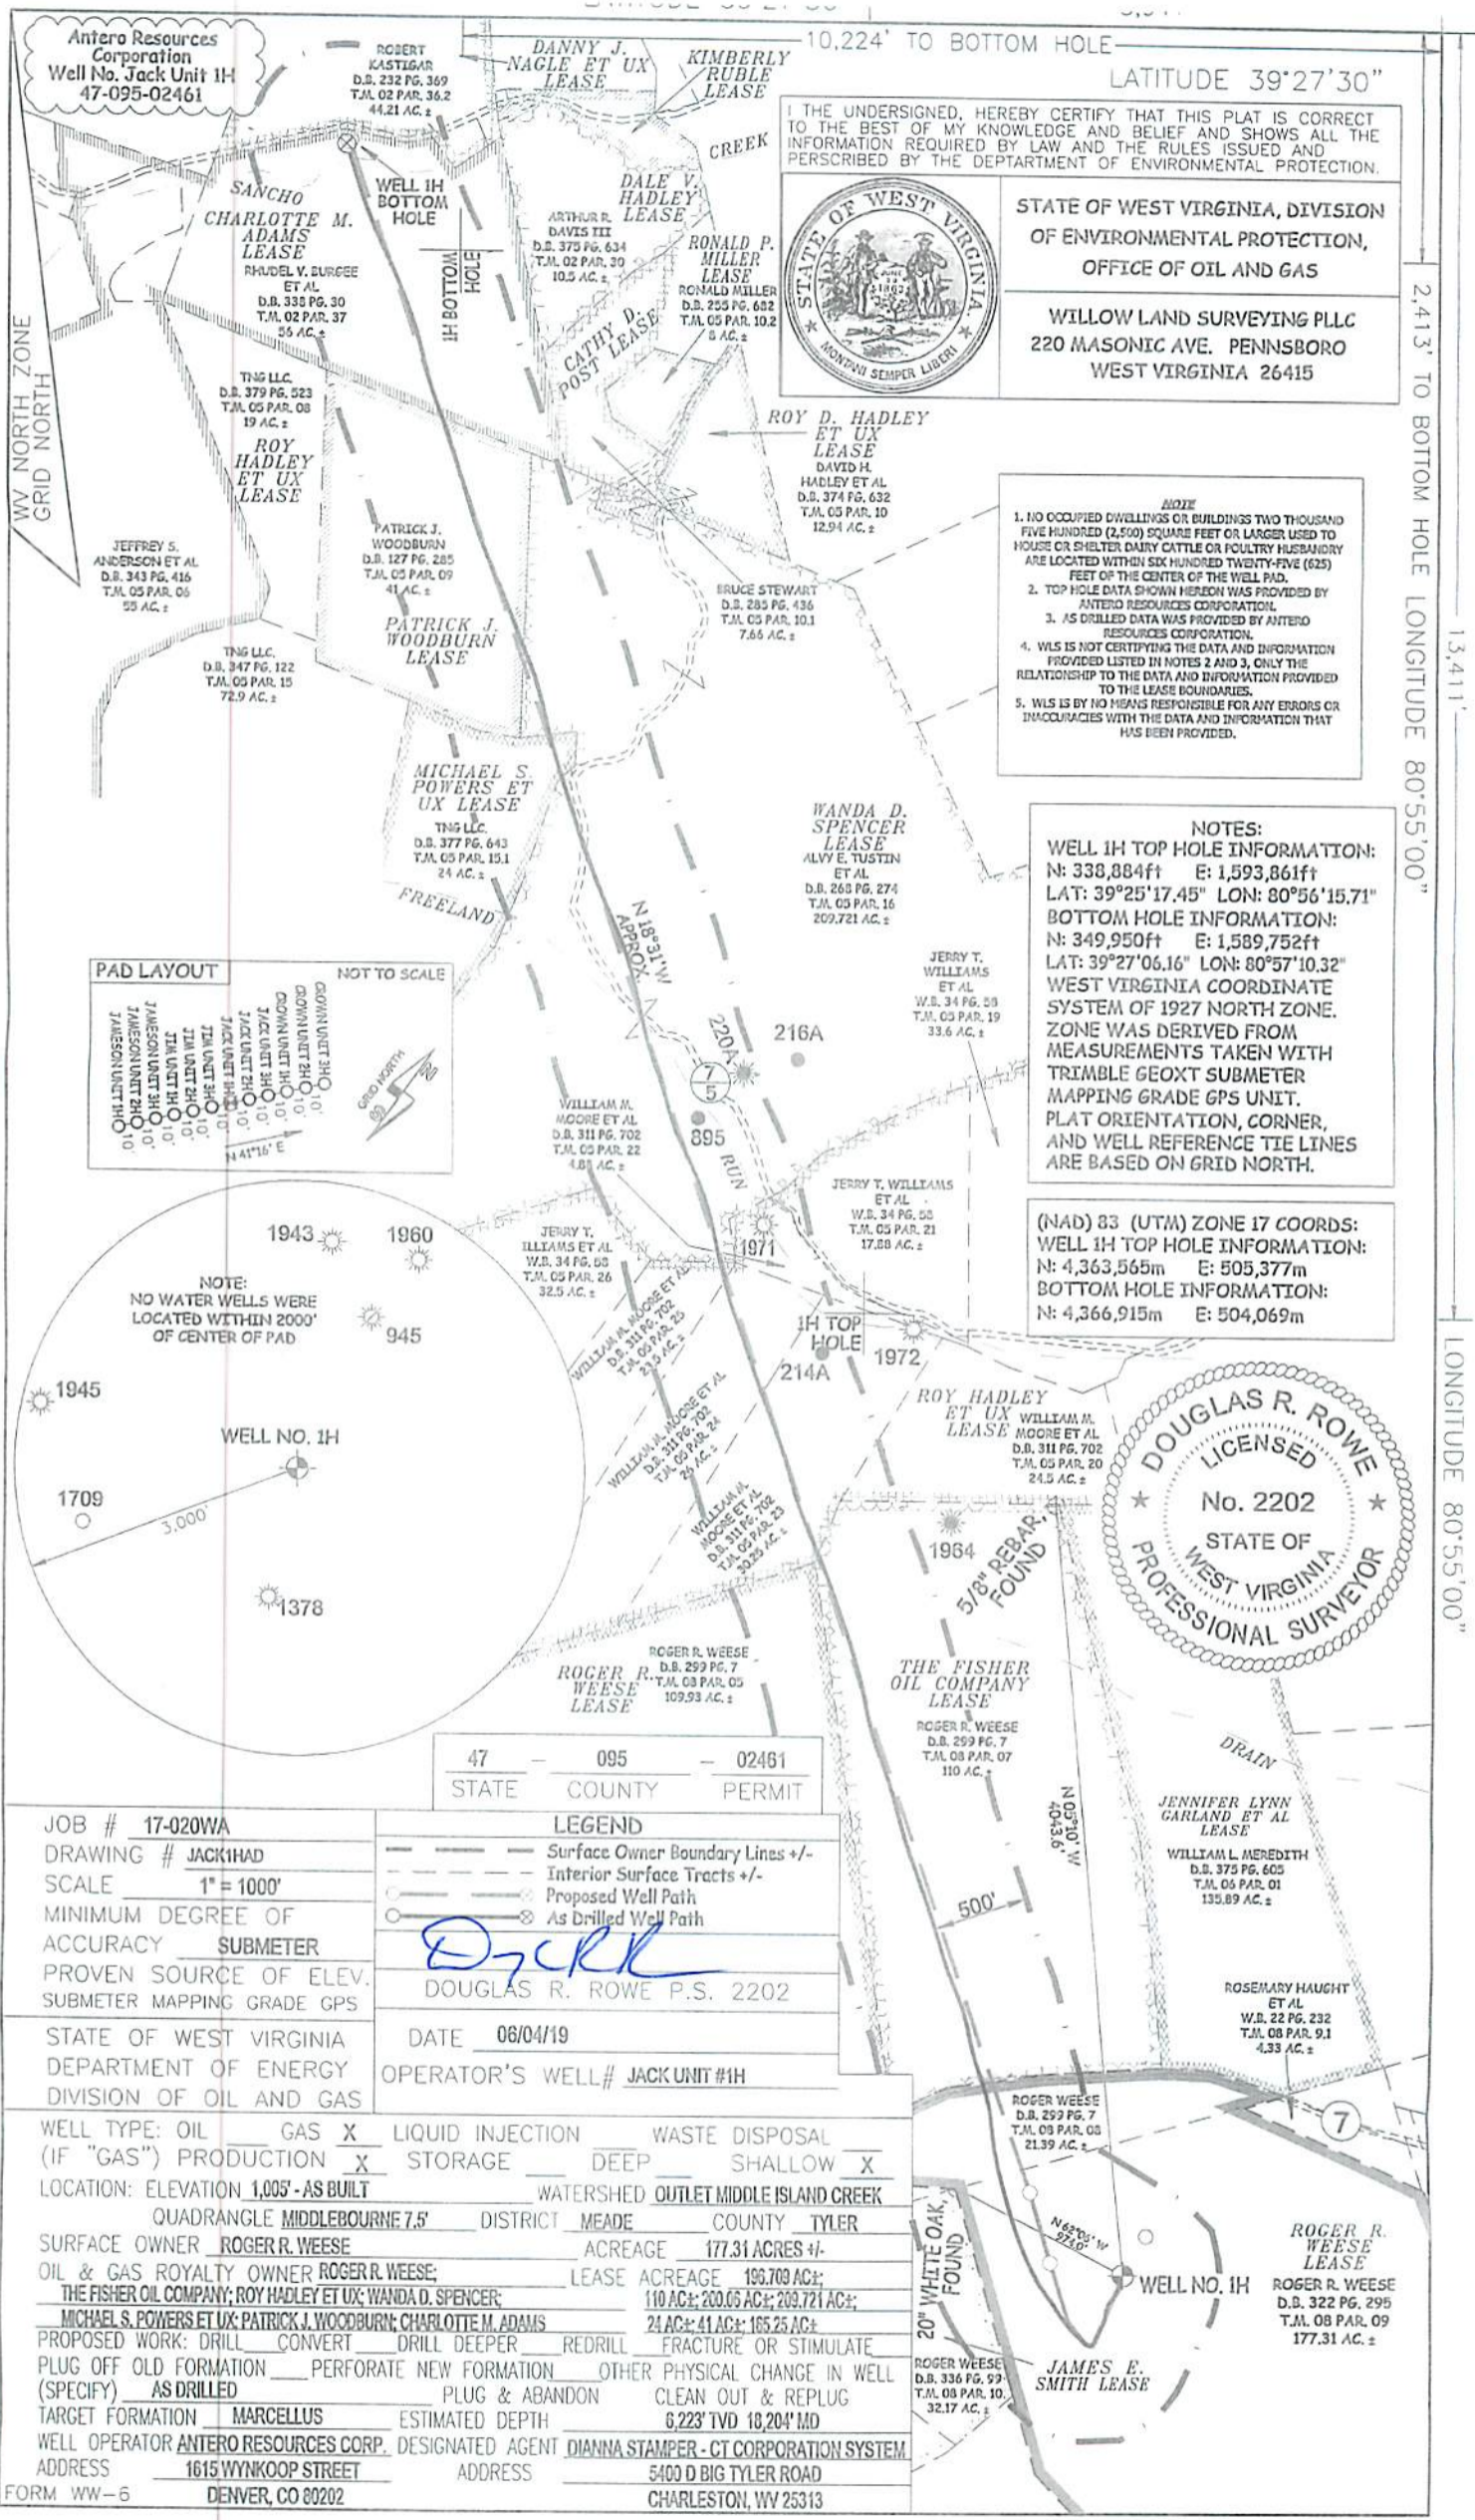 Antero Resources
Corporation
Well No. Jack Unit 1H
47-095-02461
ROBERT
KASTIGAR
D.B. 232 PG. 369
T.M. 02 PAR. 36.2
44.21 AC. ±
DANNY J.
NAGLE ET UX
LEASE
KIMBERLY
RUBLE
LEASE
10,224' TO BOTTOM HOLE
LATITUDE 39°27'30"
I THE UNDERSIGNED, HEREBY CERTIFY THAT THIS PLAT IS CORRECT
TO THE BEST OF MY KNOWLEDGE AND BELIEF AND SHOWS ALL THE
INFORMATION REQUIRED BY LAW AND THE RULES ISSUED AND
PERSCRIBED BY THE DEPTARTMENT OF ENVIRONMENTAL PROTECTION.
STATE OF WEST VIRGINIA
MONTANI SEMPER LIBERI
STATE OF WEST VIRGINIA, DIVISION
OF ENVIRONMENTAL PROTECTION,
OFFICE OF OIL AND GAS
WILLOW LAND SURVEYING PLLC
220 MASONIC AVE. PENNSBORO
WEST VIRGINIA 26415
2,413' TO BOTTOM HOLE
LONGITUDE 80°55'00"
13,411'
LONGITUDE 80°55'00"
WV NORTH ZONE
GRID NORTH
SANCHO
CREEK
CHARLOTTE M.
ADAMS
LEASE
RHUDEL V. BURGEE
ET AL
D.B. 338 PG. 30
T.M. 02 PAR. 37
56 AC. ±
WELL 1H
BOTTOM
HOLE
1H BOTTOM
HOLE
ARTHUR R.
DAVIS III
D.B. 375 PG. 634
T.M. 02 PAR. 30
10.5 AC. ±
DALE V.
HADLEY
LEASE
RONALD P.
MILLER
LEASE
RONALD MILLER
D.B. 255 PG. 682
T.M. 05 PAR. 10.2
8 AC. ±
CATHY D.
POST LEASE
TNG LLC.
D.B. 379 PG. 523
T.M. 05 PAR. 08
19 AC. ±
ROY
HADLEY
ET UX
LEASE
ROY D. HADLEY
ET UX
LEASE
DAVID H.
HADLEY ET AL
D.B. 374 PG. 632
T.M. 05 PAR. 10
12.94 AC. ±
JEFFREY S.
ANDERSON ET AL
D.B. 343 PG. 416
T.M. 05 PAR. 06
55 AC. ±
PATRICK J.
WOODBURN
D.B. 127 PG. 285
T.M. 05 PAR. 09
41 AC. ±
PATRICK J.
WOODBURN
LEASE
BRUCE STEWART
D.B. 285 PG. 436
T.M. 05 PAR. 10.1
7.66 AC. ±
TNG LLC.
D.B. 347 PG. 122
T.M. 05 PAR. 15
72.9 AC. ±
NOTE
1. NO OCCUPIED DWELLINGS OR BUILDINGS TWO THOUSAND
FIVE HUNDRED (2,500) SQUARE FEET OR LARGER USED TO
HOUSE OR SHELTER DAIRY CATTLE OR POULTRY HUSBANDRY
ARE LOCATED WITHIN SIX HUNDRED TWENTY-FIVE (625)
FEET OF THE CENTER OF THE WELL PAD.
2. TOP HOLE DATA SHOWN HEREON WAS PROVIDED BY
ANTERO RESOURCES CORPORATION.
3. AS DRILLED DATA WAS PROVIDED BY ANTERO
RESOURCES CORPORATION.
4. WLS IS NOT CERTIFYING THE DATA AND INFORMATION
PROVIDED LISTED IN NOTES 2 AND 3, ONLY THE
RELATIONSHIP TO THE DATA AND INFORMATION PROVIDED
TO THE LEASE BOUNDARIES.
5. WLS IS BY NO MEANS RESPONSIBLE FOR ANY ERRORS OR
INACCURACIES WITH THE DATA AND INFORMATION THAT
HAS BEEN PROVIDED.
MICHAEL S.
POWERS ET
UX LEASE
TNG LLC.
D.B. 377 PG. 643
T.M. 05 PAR. 15.1
24 AC. ±
FREELAND
RUN
N 18°31' W
APPROX.
WANDA D.
SPENCER
LEASE
ALVY E. TUSTIN
ET AL
D.B. 268 PG. 274
T.M. 05 PAR. 16
209.721 AC. ±
NOTES:
WELL 1H TOP HOLE INFORMATION:
N: 338,884ft E: 1,593,861ft
LAT: 39°25'17.45" LON: 80°56'15.71"
BOTTOM HOLE INFORMATION:
N: 349,950ft E: 1,589,752ft
LAT: 39°27'06.16" LON: 80°57'10.32"
WEST VIRGINIA COORDINATE
SYSTEM OF 1927 NORTH ZONE.
ZONE WAS DERIVED FROM
MEASUREMENTS TAKEN WITH
TRIMBLE GEOXT SUBMETER
MAPPING GRADE GPS UNIT.
PLAT ORIENTATION, CORNER,
AND WELL REFERENCE TIE LINES
ARE BASED ON GRID NORTH.
(NAD) 83 (UTM) ZONE 17 COORDS:
WELL 1H TOP HOLE INFORMATION:
N: 4,363,565m E: 505,377m
BOTTOM HOLE INFORMATION:
N: 4,366,915m E: 504,069m
PAD LAYOUT
NOT TO SCALE
JAMESON UNIT 1H
JAMESON UNIT 2H
JAMESON UNIT 3H
JIM UNIT 1H
JIM UNIT 2H
JIM UNIT 3H
JACK UNIT 1H
JACK UNIT 2H
JACK UNIT 3H
CROWN UNIT 1H
CROWN UNIT 2H
CROWN UNIT 3H
10'
N 41°16' E
GRID NORTH
JERRY T.
WILLIAMS
ET AL
W.B. 34 PG. 58
T.M. 05 PAR. 19
33.6 AC. ±
220A
216A
7
5
895
WILLIAM M.
MOORE ET AL
D.B. 311 PG. 702
T.M. 05 PAR. 22
4.88 AC. ±
JERRY T. WILLIAMS
ET AL
W.B. 34 PG. 58
T.M. 05 PAR. 21
17.88 AC. ±
JERRY T.
ILLIAMS ET AL
W.B. 34 PG. 58
T.M. 05 PAR. 26
32.5 AC. ±
1971
WILLIAM M. MOORE ET AL
D.B. 311 PG. 702
T.M. 05 PAR. 25
23.5 AC. ±
WILLIAM M. MOORE ET AL
D.B. 311 PG. 702
T.M. 05 PAR. 24
26 AC. ±
WILLIAM M.
MOORE ET AL
D.B. 311 PG. 702
T.M. 05 PAR. 23
30.25 AC. ±
1H TOP
HOLE
214A
1972
ROY HADLEY
ET UX
LEASE
WILLIAM M.
MOORE ET AL
D.B. 311 PG. 702
T.M. 05 PAR. 20
24.5 AC. ±
1943
1960
NOTE:
NO WATER WELLS WERE
LOCATED WITHIN 2000'
OF CENTER OF PAD
945
1945
WELL NO. 1H
1709
3,000'
1378
DOUGLAS R. ROWE
LICENSED
No. 2202
STATE OF
WEST VIRGINIA
PROFESSIONAL SURVEYOR
1964
5/8" REBAR,
FOUND
ROGER R.
WEESE
LEASE
ROGER R. WEESE
D.B. 299 PG. 7
T.M. 08 PAR. 05
109.93 AC. ±
THE FISHER
OIL COMPANY
LEASE
ROGER R. WEESE
D.B. 299 PG. 7
T.M. 08 PAR. 07
110 AC. ±
DRAIN
N 05°10' W
4043.6'
500'
JENNIFER LYNN
GARLAND ET AL
LEASE
WILLIAM L. MEREDITH
D.B. 375 PG. 605
T.M. 06 PAR. 01
135.89 AC. ±
ROSEMARY HAUGHT
ET AL
W.B. 22 PG. 232
T.M. 08 PAR. 9.1
4.33 AC. ±
7
ROGER WEESE
D.B. 299 PG. 7
T.M. 08 PAR. 08
21.39 AC. ±
20" WHITE OAK,
FOUND
N 62°05' W
WELL NO. 1H
ROGER R.
WEESE
LEASE
ROGER R. WEESE
D.B. 322 PG. 295
T.M. 08 PAR. 09
177.31 AC. ±
JAMES E.
SMITH LEASE
ROGER WEESE
D.B. 336 PG. 99
T.M. 08 PAR. 10.
32.17 AC. ±
47 - 095 - 02461
STATE COUNTY PERMIT
JOB # 17-020WA
DRAWING # JACK1HAD
SCALE 1" = 1000'
MINIMUM DEGREE OF
ACCURACY SUBMETER
PROVEN SOURCE OF ELEV.
SUBMETER MAPPING GRADE GPS
LEGEND
Surface Owner Boundary Lines +/-
Interior Surface Tracts +/-
Proposed Well Path
As Drilled Well Path
DOUGLAS R. ROWE P.S. 2202
STATE OF WEST VIRGINIA
DEPARTMENT OF ENERGY
DIVISION OF OIL AND GAS
DATE 06/04/19
OPERATOR'S WELL# JACK UNIT #1H
WELL TYPE: OIL GAS X LIQUID INJECTION WASTE DISPOSAL
(IF "GAS") PRODUCTION X STORAGE DEEP SHALLOW X
LOCATION: ELEVATION 1,005' - AS BUILT WATERSHED OUTLET MIDDLE ISLAND CREEK
QUADRANGLE MIDDLEBOURNE 7.5' DISTRICT MEADE COUNTY TYLER
SURFACE OWNER ROGER R. WEESE ACREAGE 177.31 ACRES +/-
OIL & GAS ROYALTY OWNER ROGER R. WEESE; LEASE ACREAGE 196.709 AC±;
THE FISHER OIL COMPANY; ROY HADLEY ET UX; WANDA D. SPENCER; 110 AC±; 200.05 AC±; 209.721 AC±;
MICHAEL S. POWERS ET UX; PATRICK J. WOODBURN; CHARLOTTE M. ADAMS 24 AC±; 41 AC±; 165.25 AC±
PROPOSED WORK: DRILL CONVERT DRILL DEEPER REDRILL FRACTURE OR STIMULATE
PLUG OFF OLD FORMATION PERFORATE NEW FORMATION OTHER PHYSICAL CHANGE IN WELL
(SPECIFY) AS DRILLED PLUG & ABANDON CLEAN OUT & REPLUG
TARGET FORMATION MARCELLUS ESTIMATED DEPTH 6,223' TVD 18,204' MD
WELL OPERATOR ANTERO RESOURCES CORP. DESIGNATED AGENT DIANNA STAMPER - CT CORPORATION SYSTEM
ADDRESS 1615 WYNKOOP STREET ADDRESS 5400 D BIG TYLER ROAD
FORM WW-6 DENVER, CO 80202 CHARLESTON, WV 25313